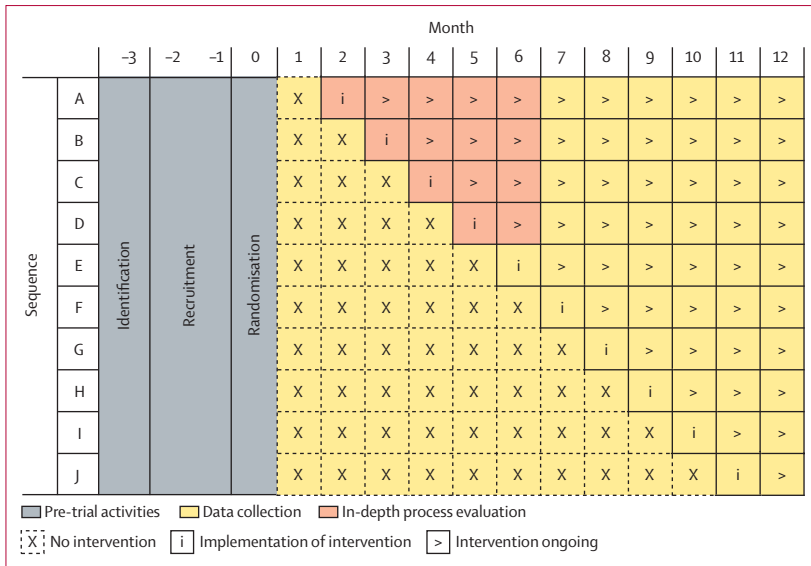 Month
−3 −2 −1 0 1 2 3 4 5 6 7 8 9 10 11 12
Sequence
Identification
Recruitment
Randomisation
A X i > > > > > > > > > >
B X X i > > > > > > > > >
C X X X i > > > > > > > >
D X X X X i > > > > > > >
E X X X X X i > > > > > >
F X X X X X X i > > > > >
G X X X X X X X i > > > >
H X X X X X X X X i > > >
I X X X X X X X X X i > >
J X X X X X X X X X X i >
Pre-trial activities Data collection In-depth process evaluation
X No intervention i Implementation of intervention > Intervention ongoing